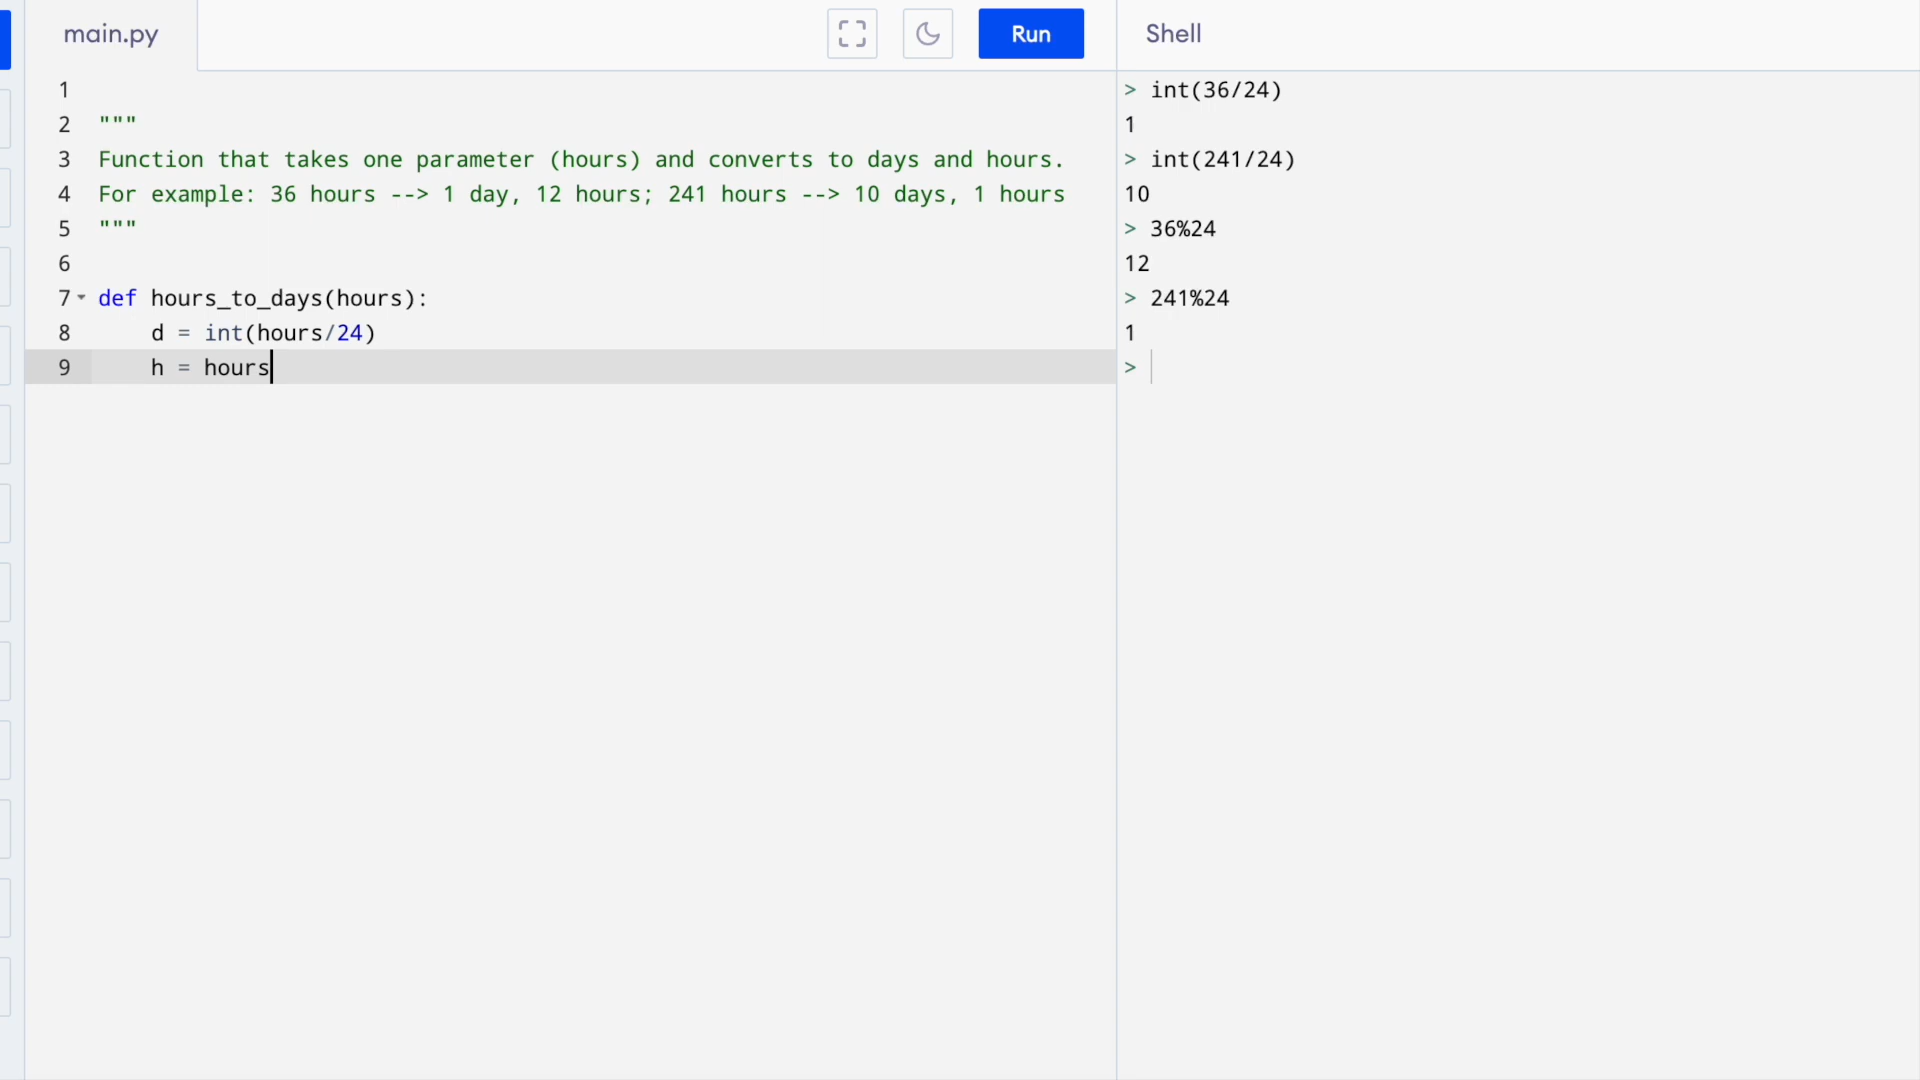 main.py
Run
Shell
1
2 """
3 Function that takes one parameter (hours) and converts to days and hours.
4 For example: 36 hours --> 1 day, 12 hours; 241 hours --> 10 days, 1 hours
5 """
6
7 def hours_to_days(hours):
8     d = int(hours/24)
9     h = hours
> int(36/24)
1
> int(241/24)
10
> 36%24
12
> 241%24
1
>